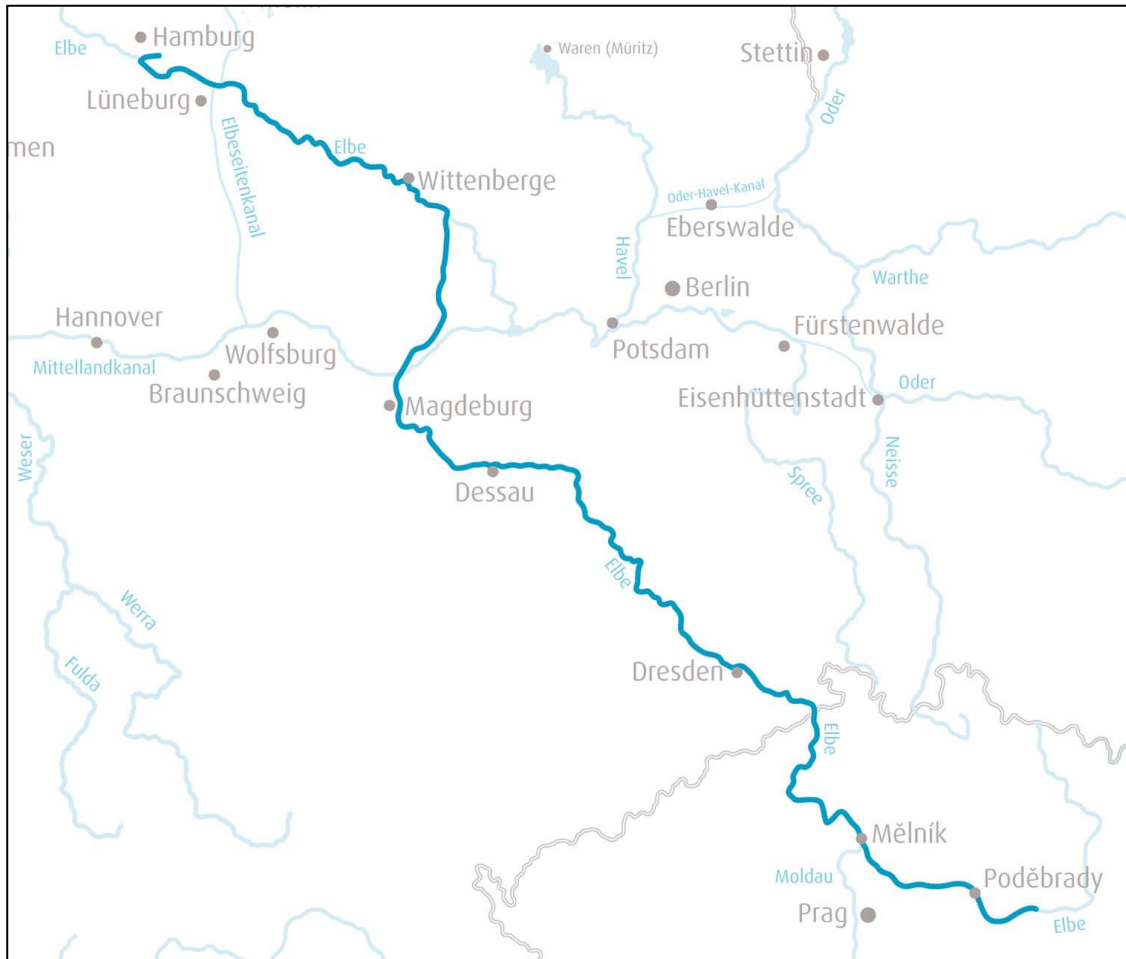 Hamburg
Elbe
Waren (Müritz)
Stettin
Lüneburg
Oder
men
Elbeseitenkanal
Elbe
Wittenberge
Oder-Havel-Kanal
Eberswalde
Havel
Warthe
Berlin
Hannover
Fürstenwalde
Wolfsburg
Potsdam
Mittellandkanal
Braunschweig
Oder
Eisenhüttenstadt
Magdeburg
Weser
Neisse
Spree
Dessau
Elbe
Werra
Fulda
Dresden
Elbe
Mělník
Moldau
Poděbrady
Prag
Elbe